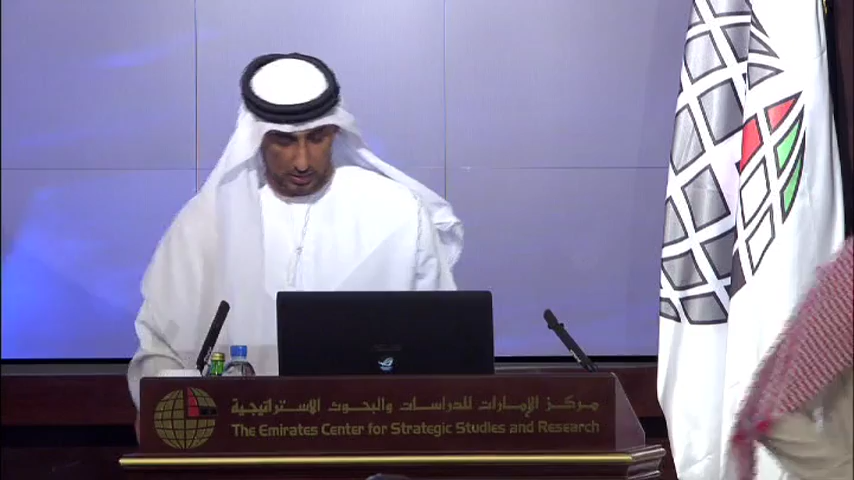 مركز الإمارات للدراسات والبحوث الاستراتيجية
The Emirates Center for Strategic Studies and Research